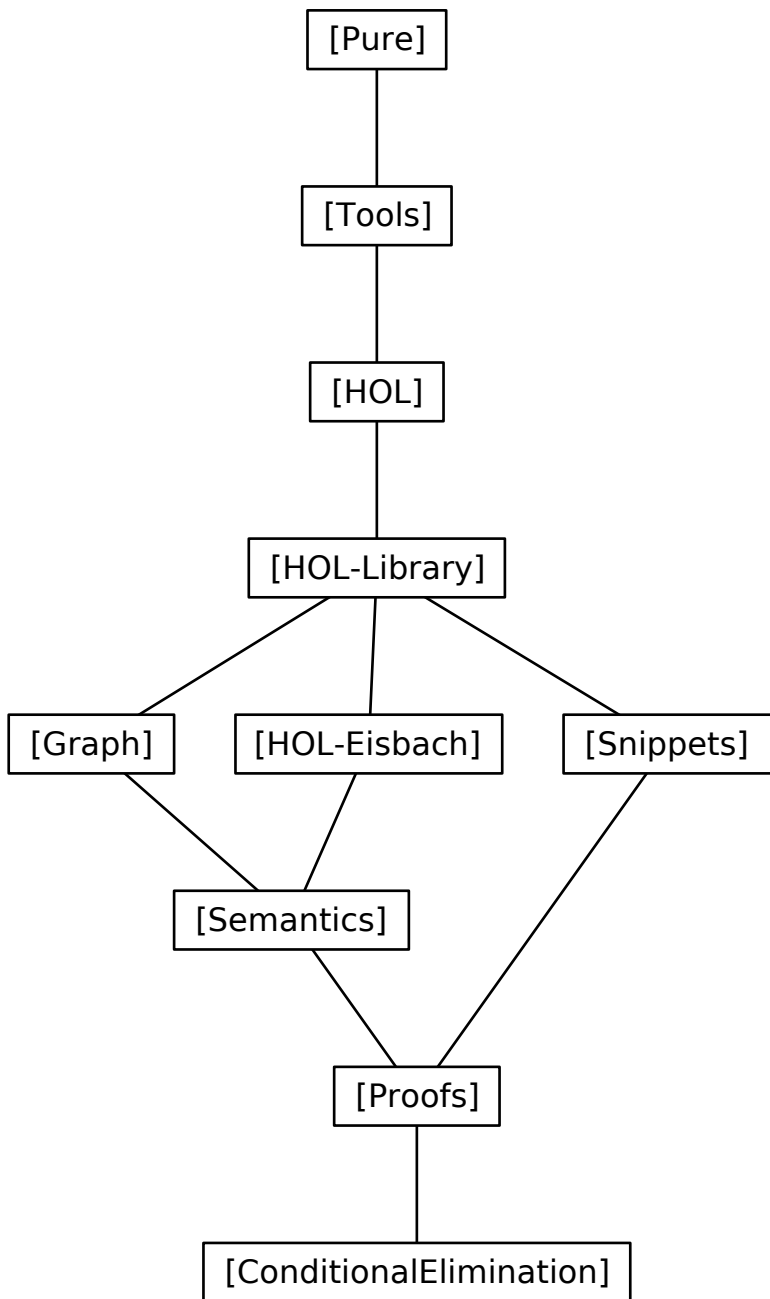 [Pure]
[Tools]
[HOL]
[HOL-Library]
[Graph]
[HOL-Eisbach]
[Snippets]
[Semantics]
[Proofs]
[ConditionalElimination]